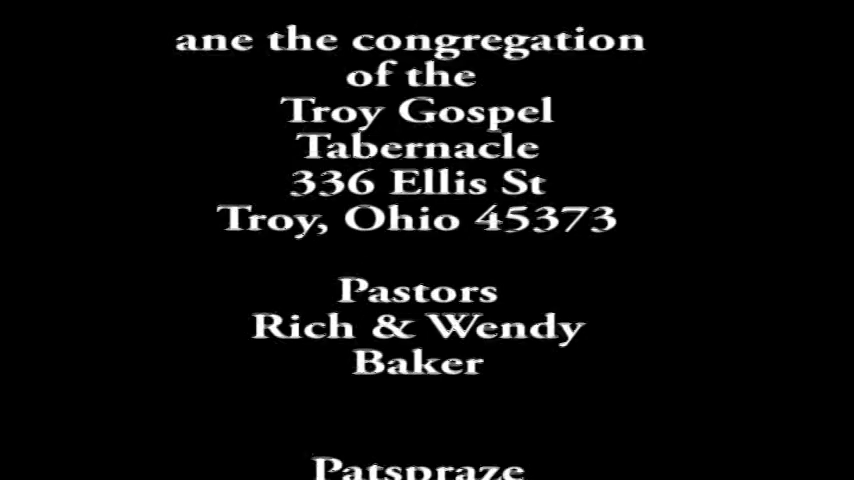 ane the congregation
of the
Troy Gospel
Tabernacle
336 Ellis St
Troy, Ohio 45373
Pastors
Rich & Wendy
Baker
Patspraze